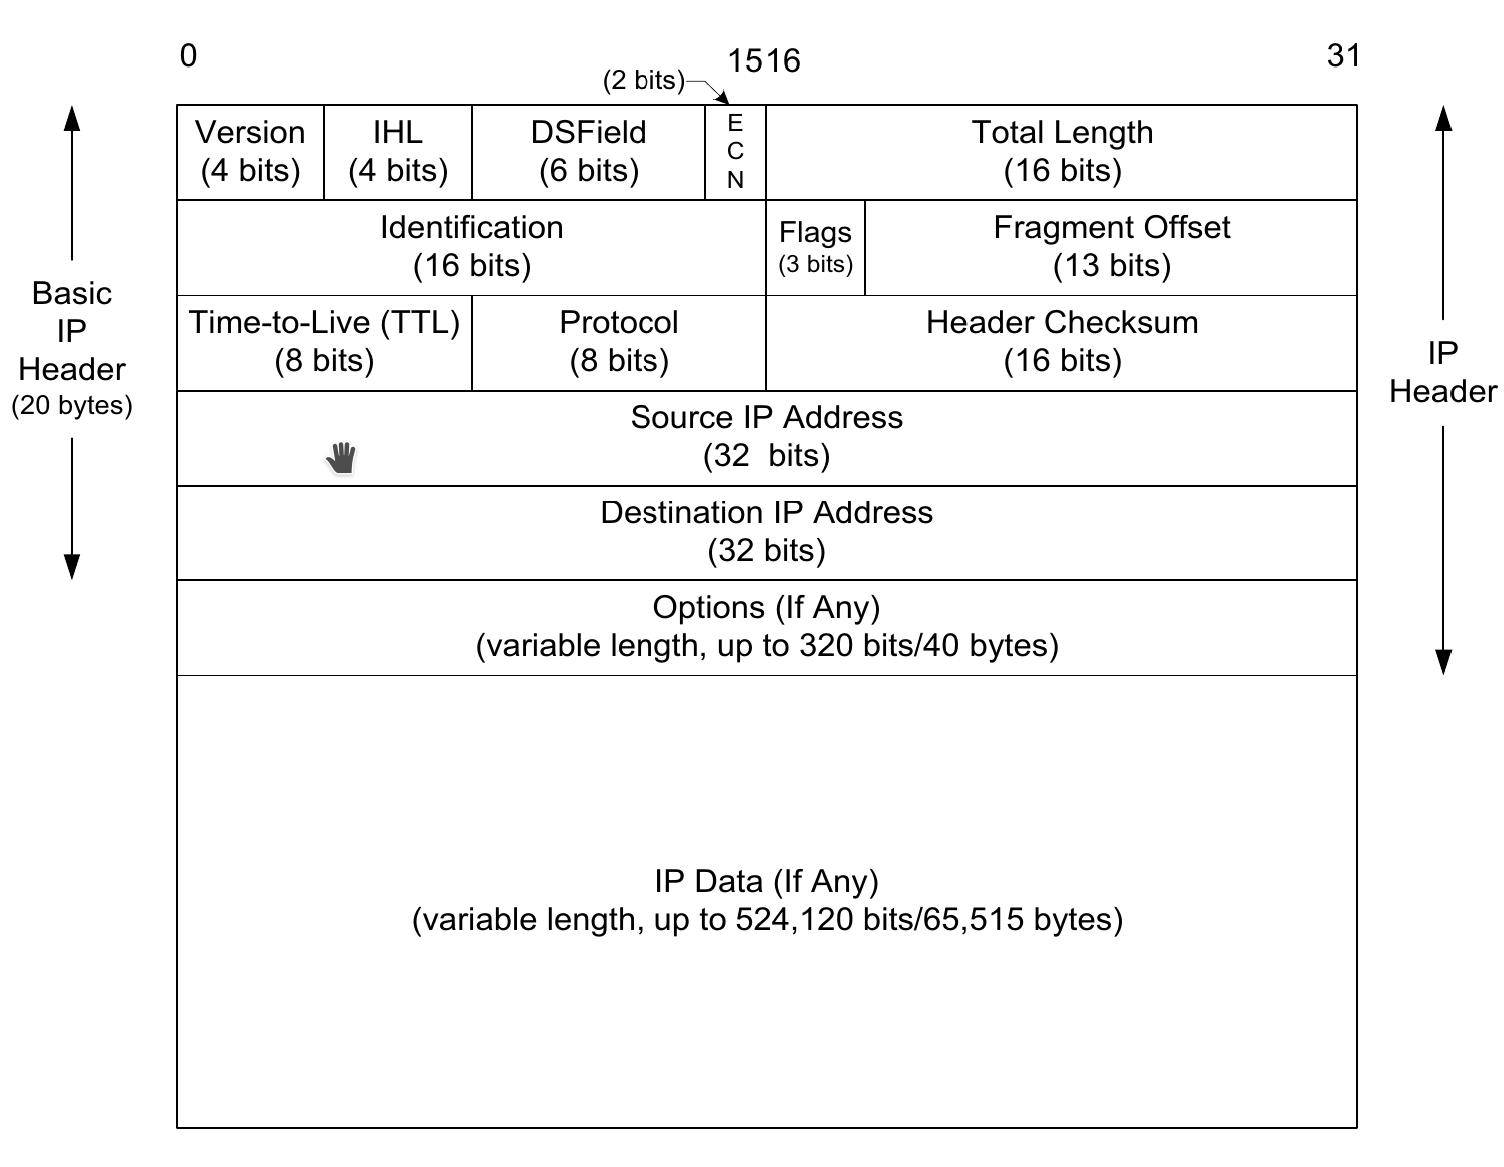 0
1516
31
(2 bits)
Version
(4 bits)
IHL
(4 bits)
DSField
(6 bits)
E
C
N
Total Length
(16 bits)
Identification
(16 bits)
Flags
(3 bits)
Fragment Offset
(13 bits)
Time-to-Live (TTL)
(8 bits)
Protocol
(8 bits)
Header Checksum
(16 bits)
Basic
IP
Header
(20 bytes)
IP
Header
Source IP Address
(32 bits)
Destination IP Address
(32 bits)
Options (If Any)
(variable length, up to 320 bits/40 bytes)
IP Data (If Any)
(variable length, up to 524,120 bits/65,515 bytes)